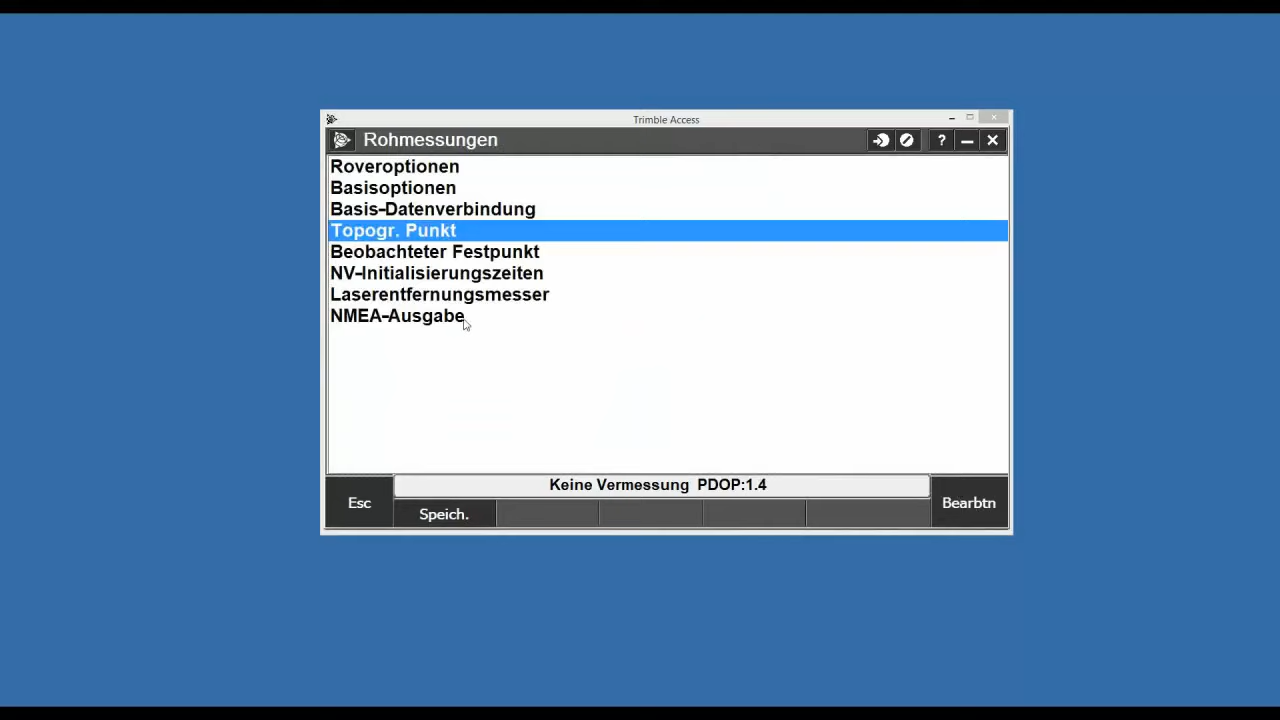 Trimble Access
Rohmessungen
?
Roveroptionen
Basisoptionen
Basis-Datenverbindung
Topogr. Punkt
Beobachteter Festpunkt
NV-Initialisierungszeiten
Laserentfernungsmesser
NMEA-Ausgabe
Keine Vermessung PDOP:1.4
Esc
Speich.
Bearbtn